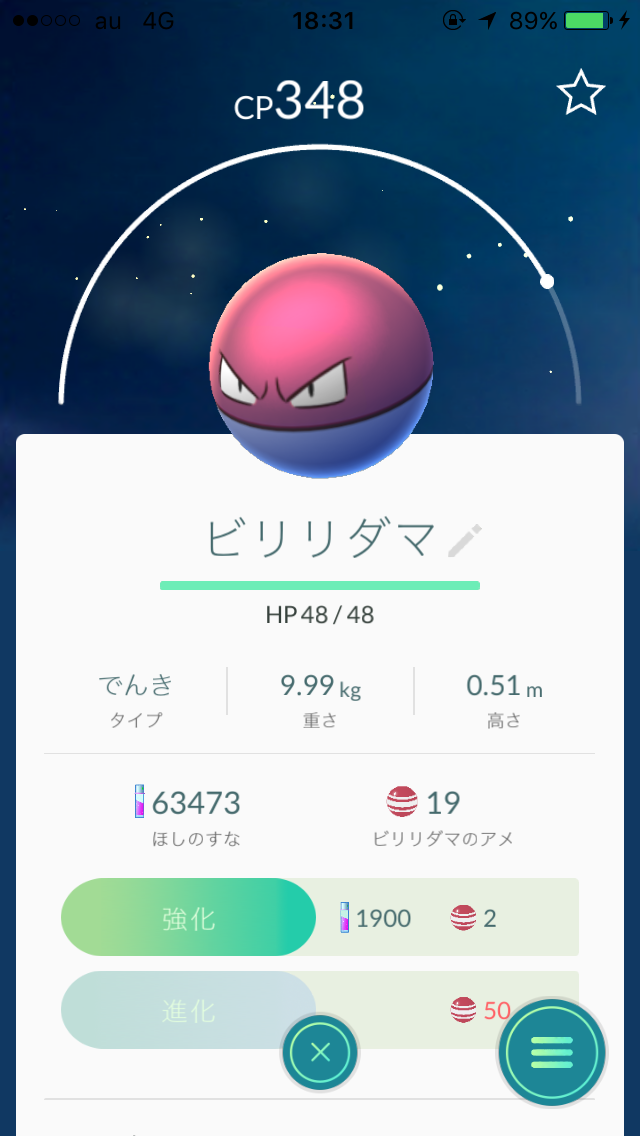 au 4G 18:31 89%
CP348
ビリリダマ
HP 48 / 48
でんき 9.99 kg 0.51 m
タイプ 重さ 高さ
63473 19
ほしのすな ビリリダマのアメ
強化 1900 2
進化 50